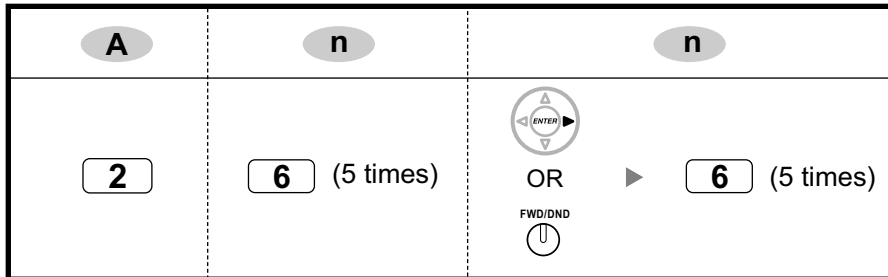 A n n
ENTER
2 6 (5 times) OR 6 (5 times)
FWD/DND